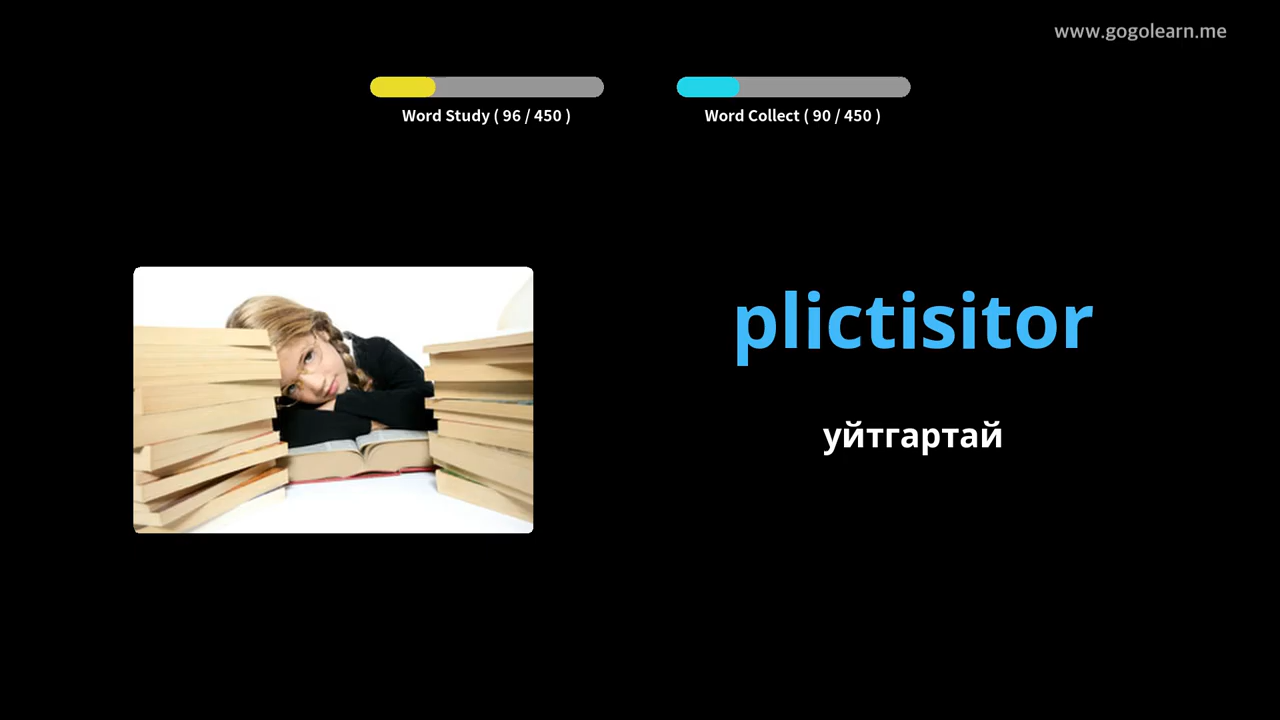 www.gogolearn.me
Word Study ( 96 / 450 )
Word Collect ( 90 / 450 )
plictisitor
уйтгартай